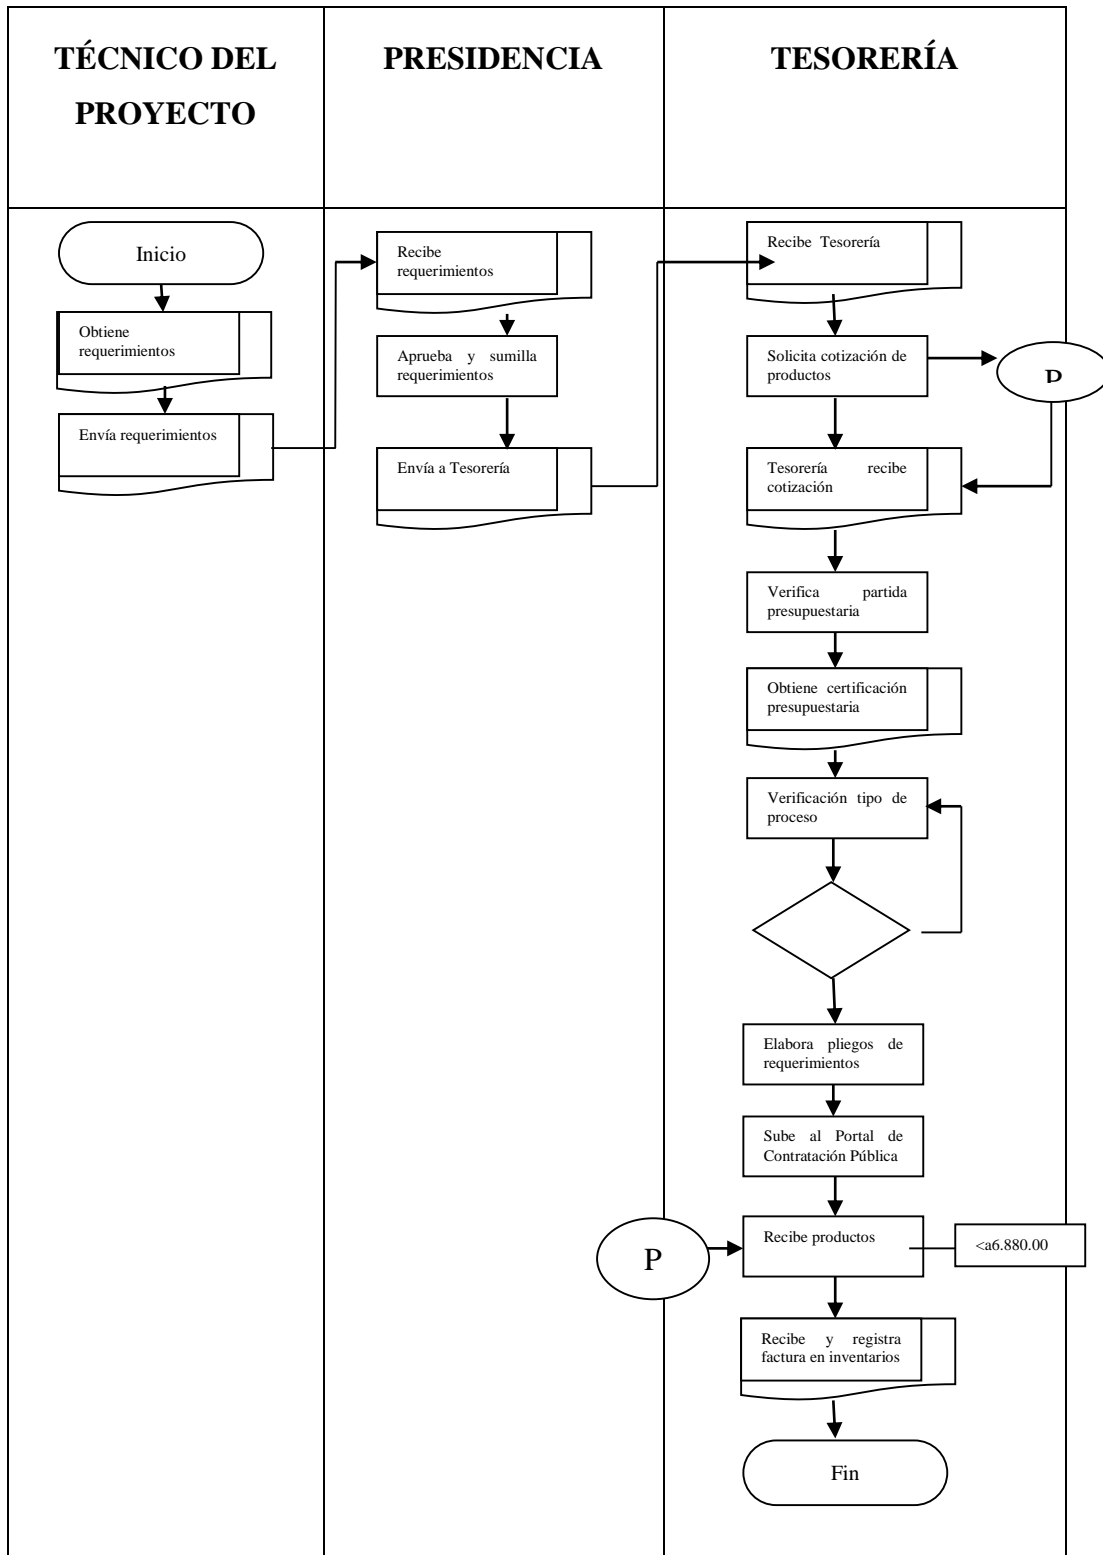 TÉCNICO DEL
PROYECTO
PRESIDENCIA
TESORERÍA
Inicio
Obtiene
requerimientos
Envía requerimientos
Recibe
requerimientos
Aprueba y sumilla
requerimientos
Envía a Tesorería
Recibe Tesorería
Solicita cotización de
productos
Tesorería recibe
cotización
Verifica partida
presupuestaria
Obtiene certificación
presupuestaria
Verificación tipo de
proceso
Elabora pliegos de
requerimientos
Sube al Portal de
Contratación Pública
P
Recibe productos
<a6.880.00
Recibe y registra
factura en inventarios
Fin